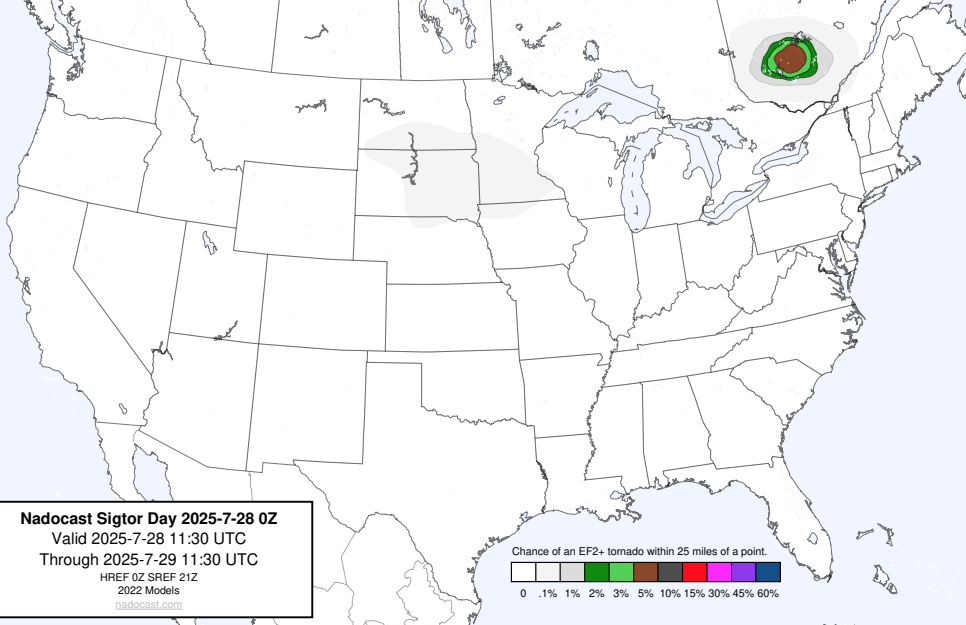 Nadocast Sigtor Day 2025-7-28 0Z
Valid 2025-7-28 11:30 UTC
Through 2025-7-29 11:30 UTC
HREF 0Z SREF 21Z
2022 Models
nadocast.com
Chance of an EF2+ tornado within 25 miles of a point.
0 .1% 1% 2% 3% 5% 10% 15% 30% 45% 60%